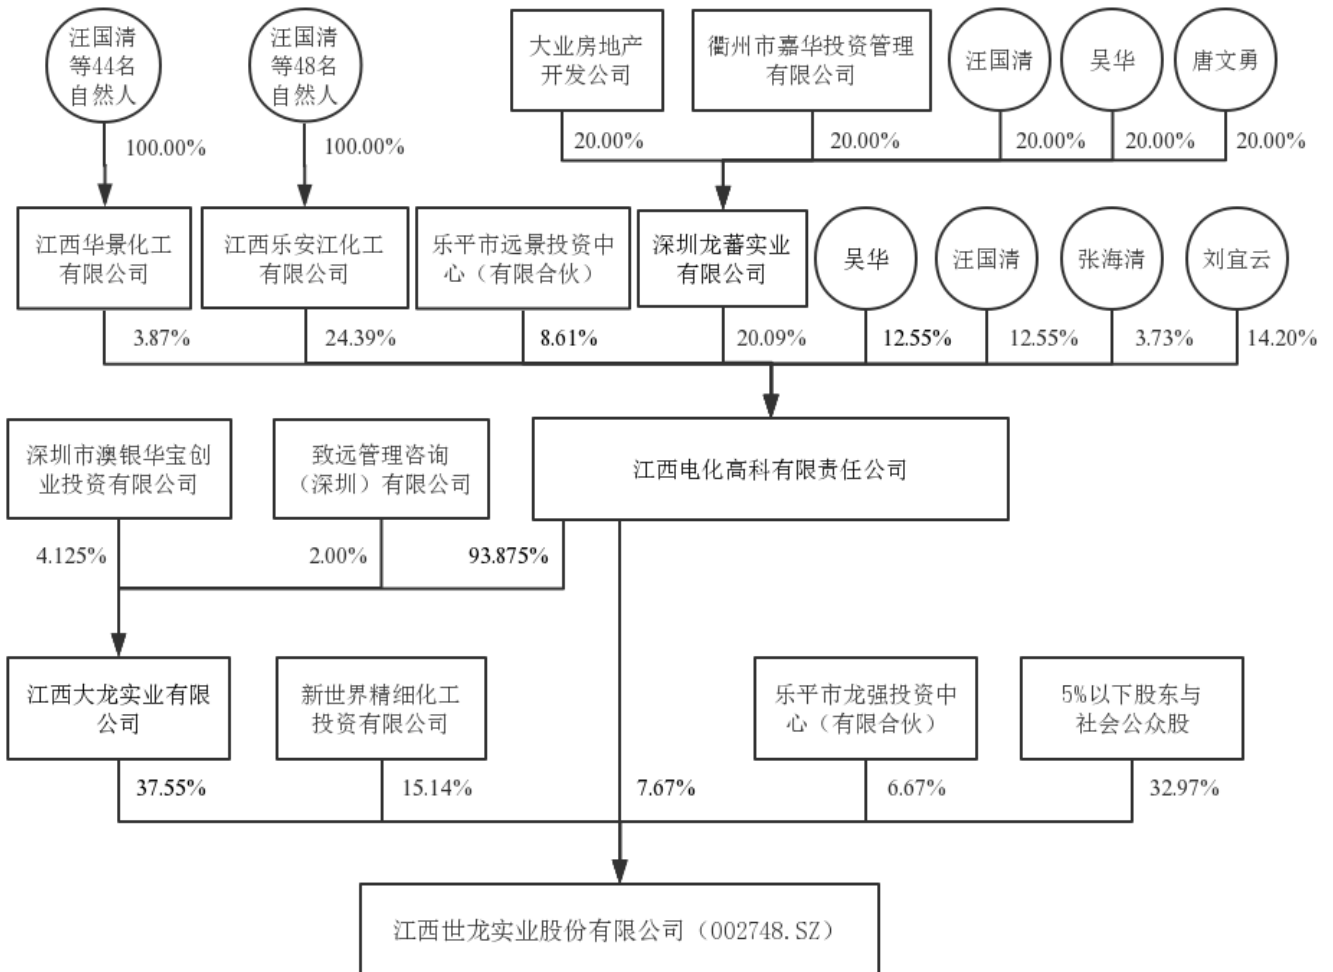 汪国清
等44名
自然人
汪国清
等48名
自然人
大业房地产
开发公司
衢州市嘉华投资管理
有限公司
汪国清
吴华
唐文勇
100.00%
100.00%
20.00%
20.00%
20.00%
20.00%
20.00%
江西华景化工
有限公司
江西乐安江化工
有限公司
乐平市远景投资中
心（有限合伙）
深圳龙蕃实业
有限公司
吴华
汪国清
张海清
刘宜云
3.87%
24.39%
8.61%
20.09%
12.55%
12.55%
3.73%
14.20%
深圳市澳银华宝创
业投资有限公司
致远管理咨询
（深圳）有限公司
江西电化高科有限责任公司
4.125%
2.00%
93.875%
江西大龙实业有限
公司
新世界精细化工
投资有限公司
乐平市龙强投资中
心（有限合伙）
5%以下股东与
社会公众股
37.55%
15.14%
7.67%
6.67%
32.97%
江西世龙实业股份有限公司（002748.SZ）